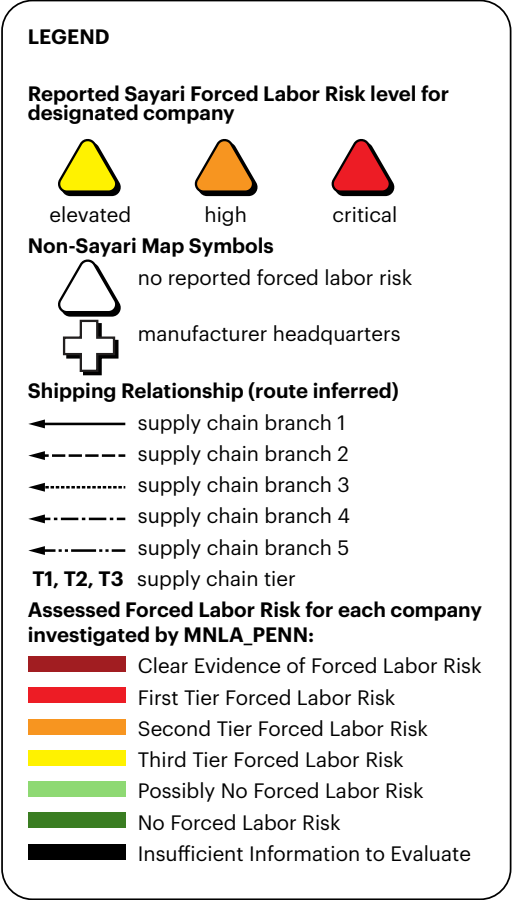 LEGEND
Reported Sayari Forced Labor Risk level for
designated company
elevated
high
critical
Non-Sayari Map Symbols
no reported forced labor risk
manufacturer headquarters
Shipping Relationship (route inferred)
supply chain branch 1
supply chain branch 2
supply chain branch 3
supply chain branch 4
supply chain branch 5
T1, T2, T3 supply chain tier
Assessed Forced Labor Risk for each company
investigated by MNLA_PENN:
Clear Evidence of Forced Labor Risk
First Tier Forced Labor Risk
Second Tier Forced Labor Risk
Third Tier Forced Labor Risk
Possibly No Forced Labor Risk
No Forced Labor Risk
Insufficient Information to Evaluate